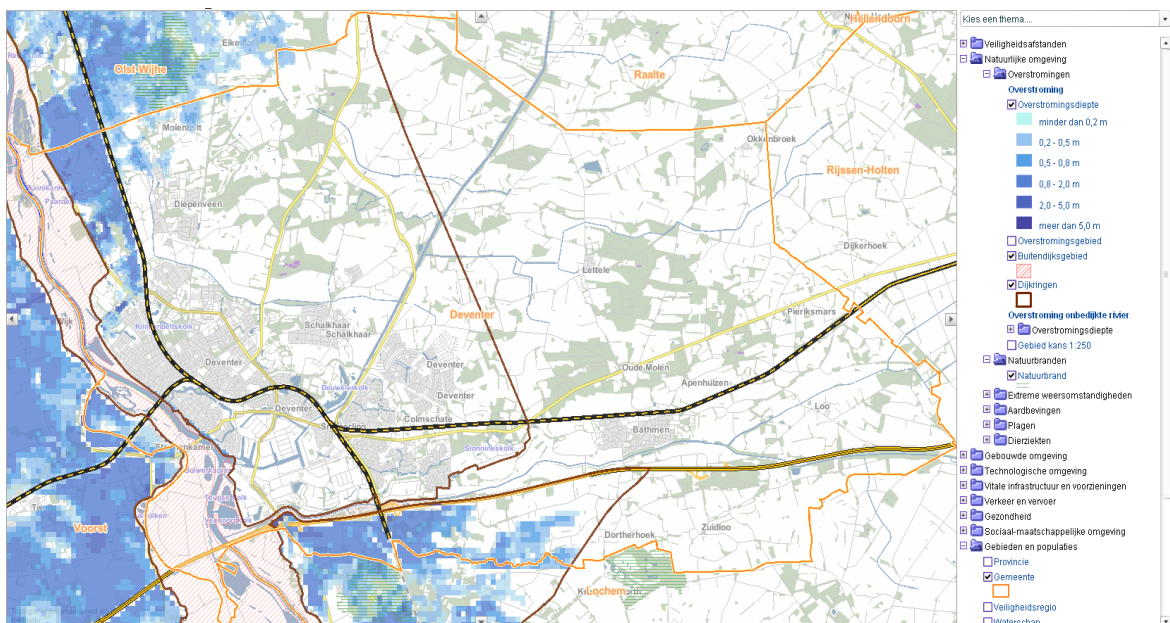 Hellendoorn
Eike
Olst-Wijhe
Raalte
Molenbelt
Okkenbroek
Rijssen-Holten
Diepenveen
Dijkerhoek
Lettele
Deventer
Pieriksmars
Schalkhaar
Schalkhaar
Deventer
Deventer
Oude Molen
Apenhuizen
Douwelerkolk
Deventer
Loo
Colmschate
Bathmen
Slonninkskolk
Voorst
Zuidloo
Dortherhoek
Lochem
Kies een thema....
Veiligheidsafstanden
Natuurlijke omgeving
Overstromingen
Overstroming
Overstromingsdiepte
minder dan 0,2 m
0,2 - 0,5 m
0,5 - 0,8 m
0,8 - 2,0 m
2,0 - 5,0 m
meer dan 5,0 m
Overstromingsgebied
Buitendijksgebied
Dijkringen
Overstroming onbedijkte rivier
Overstromingsdiepte
Gebied kans 1:250
Natuurbranden
Natuurbrand
Extreme weersomstandigheden
Aardbevingen
Plagen
Dierziekten
Gebouwde omgeving
Technologische omgeving
Vitale infrastructuur en voorzieningen
Verkeer en vervoer
Gezondheid
Sociaal-maatschappelijke omgeving
Gebieden en populaties
Provincie
Gemeente
Veiligheidsregio
Waterschap